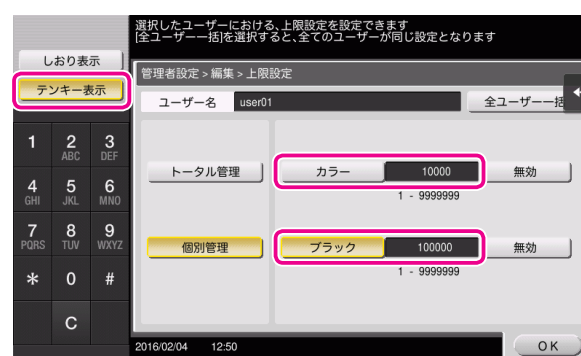 選択したユーザーにおける、上限設定を設定できます
[全ユーザー一括]を選択すると、全てのユーザーが同じ設定となります
しおり表示
テンキー表示
管理者設定 > 編集 > 上限設定
ユーザー名 user01 全ユーザー一括
1 2 ABC 3 DEF
4 GHI 5 JKL 6 MNO
7 PQRS 8 TUV 9 WXYZ
* 0 #
C
トータル管理 カラー 10000 無効
1 - 9999999
個別管理 ブラック 100000 無効
1 - 9999999
2016/02/04 12:50
OK